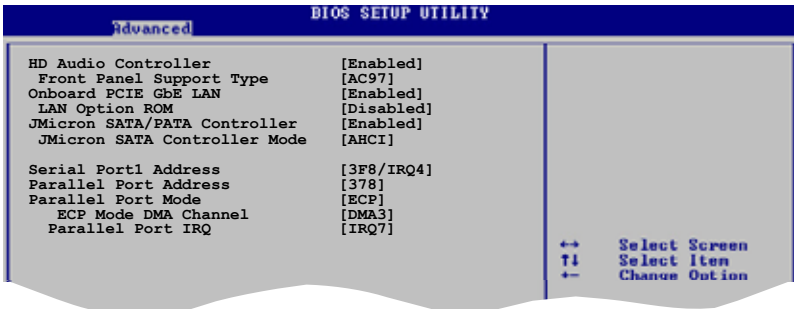 BIOS SETUP UTILITY
Advanced
HD Audio Controller [Enabled]
Front Panel Support Type [AC97]
Onboard PCIE GbE LAN [Enabled]
LAN Option ROM [Disabled]
JMicron SATA/PATA Controller [Enabled]
JMicron SATA Controller Mode [AHCI]
Serial Port1 Address [3F8/IRQ4]
Parallel Port Address [378]
Parallel Port Mode [ECP]
ECP Mode DMA Channel [DMA3]
Parallel Port IRQ [IRQ7]
←→ Select Screen
↑↓ Select Item
+- Change Option